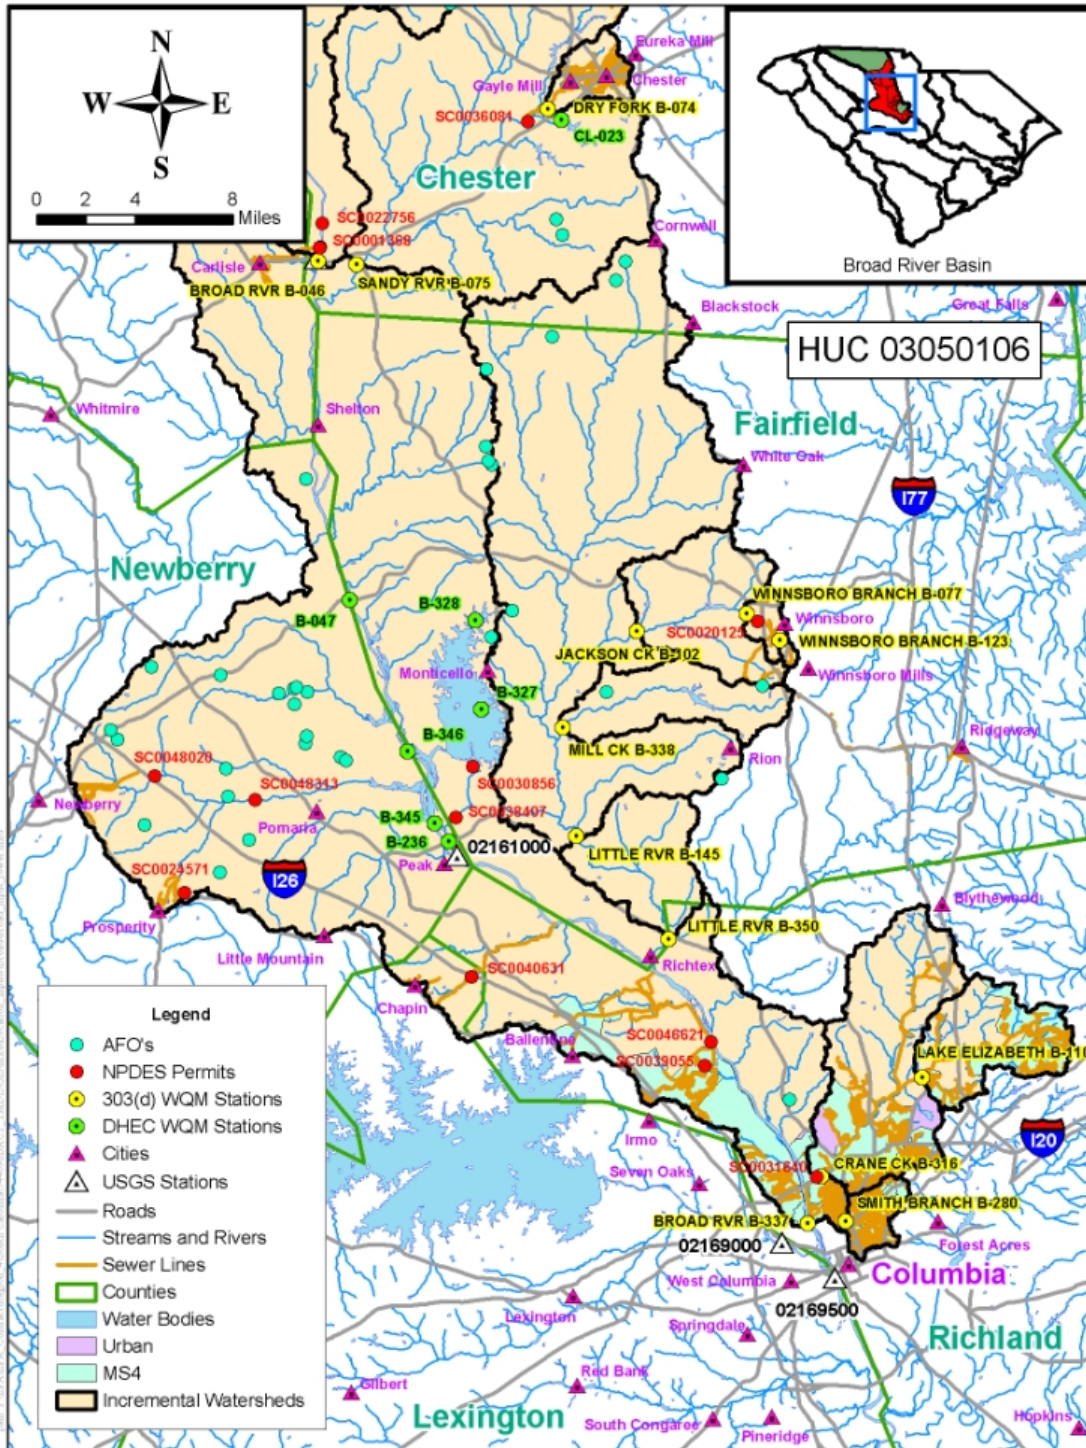 N
W E
S
0 2 4 8
Miles
Broad River Basin
HUC 03050106
Eureka Mill
Gayle Mill
Chester
DRY FORK B-074
SC0036081
CL-023
Chester
SC0022756
SC0001368
Cornwell
Carlisle
BROAD RVR B-046
SANDY RVR B-075
Blackstock
Great Falls
Whitmire
Shelton
Fairfield
White Oak
I77
Newberry
B-047
B-328
WINNSBORO BRANCH B-077
Winnsboro
SC0020125
WINNSBORO BRANCH B-123
JACKSON CK B-102
Monticello
Winnsboro Mills
B-327
B-346
MILL CK B-338
Ridgeway
Rion
SC0048020
SC0030856
SC0048313
Newberry
SC0038407
Pomaria
B-345
B-236
02161000
LITTLE RVR B-145
Peak
SC0024571
I26
Blythewood
Prosperity
LITTLE RVR B-350
Little Mountain
Richtex
SC0040631
Chapin
Legend
AFO's
NPDES Permits
303(d) WQM Stations
DHEC WQM Stations
Cities
USGS Stations
Roads
Streams and Rivers
Sewer Lines
Counties
Water Bodies
Urban
MS4
Incremental Watersheds
SC0046621
Ballentine
SC0039055
LAKE ELIZABETH B-110
Irmo
I20
Seven Oaks
SC0031640
CRANE CK B-316
SMITH BRANCH B-280
BROAD RVR B-337
02169000
Forest Acres
Columbia
West Columbia
02169500
Lexington
Springdale
Richland
Red Bank
Gilbert
Lexington
South Congaree
Pineridge
Hopkins